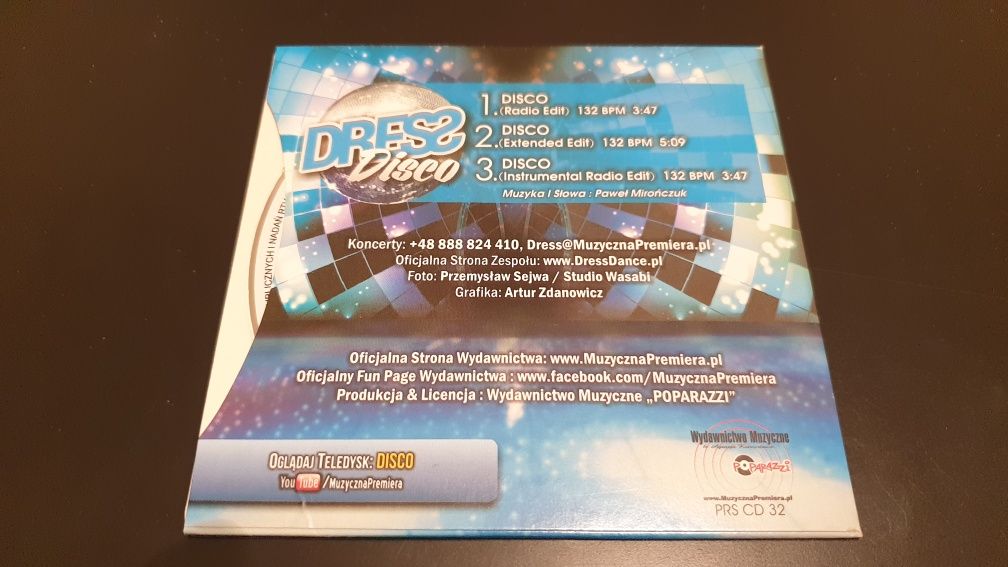 DRESS
Disco
1. DISCO
(Radio Edit) 132 BPM 3:47
2. DISCO
(Extended Edit) 132 BPM 5:09
3. DISCO
(Instrumental Radio Edit) 132 BPM 3:47
Muzyka i Słowa : Paweł Mirończuk
Koncerty: +48 888 824 410, Dress@MuzycznaPremiera.pl
Oficjalna Strona Zespołu: www.DressDance.pl
Foto: Przemysław Sejwa / Studio Wasabi
Grafika: Artur Zdanowicz
LICZNYCH I NADAŃ RTV
Oficjalna Strona Wydawnictwa: www.MuzycznaPremiera.pl
Oficjalny Fun Page Wydawnictwa : www.facebook.com/MuzycznaPremiera
Produkcja & Licencja : Wydawnictwo Muzyczne „POPARAZZI”
OGLĄDAJ TELEDYSK: DISCO
YouTube /MuzycznaPremiera
Wydawnictwo Muzyczne
POPARAZZI
www.MuzycznaPremiera.pl
PRS CD 32